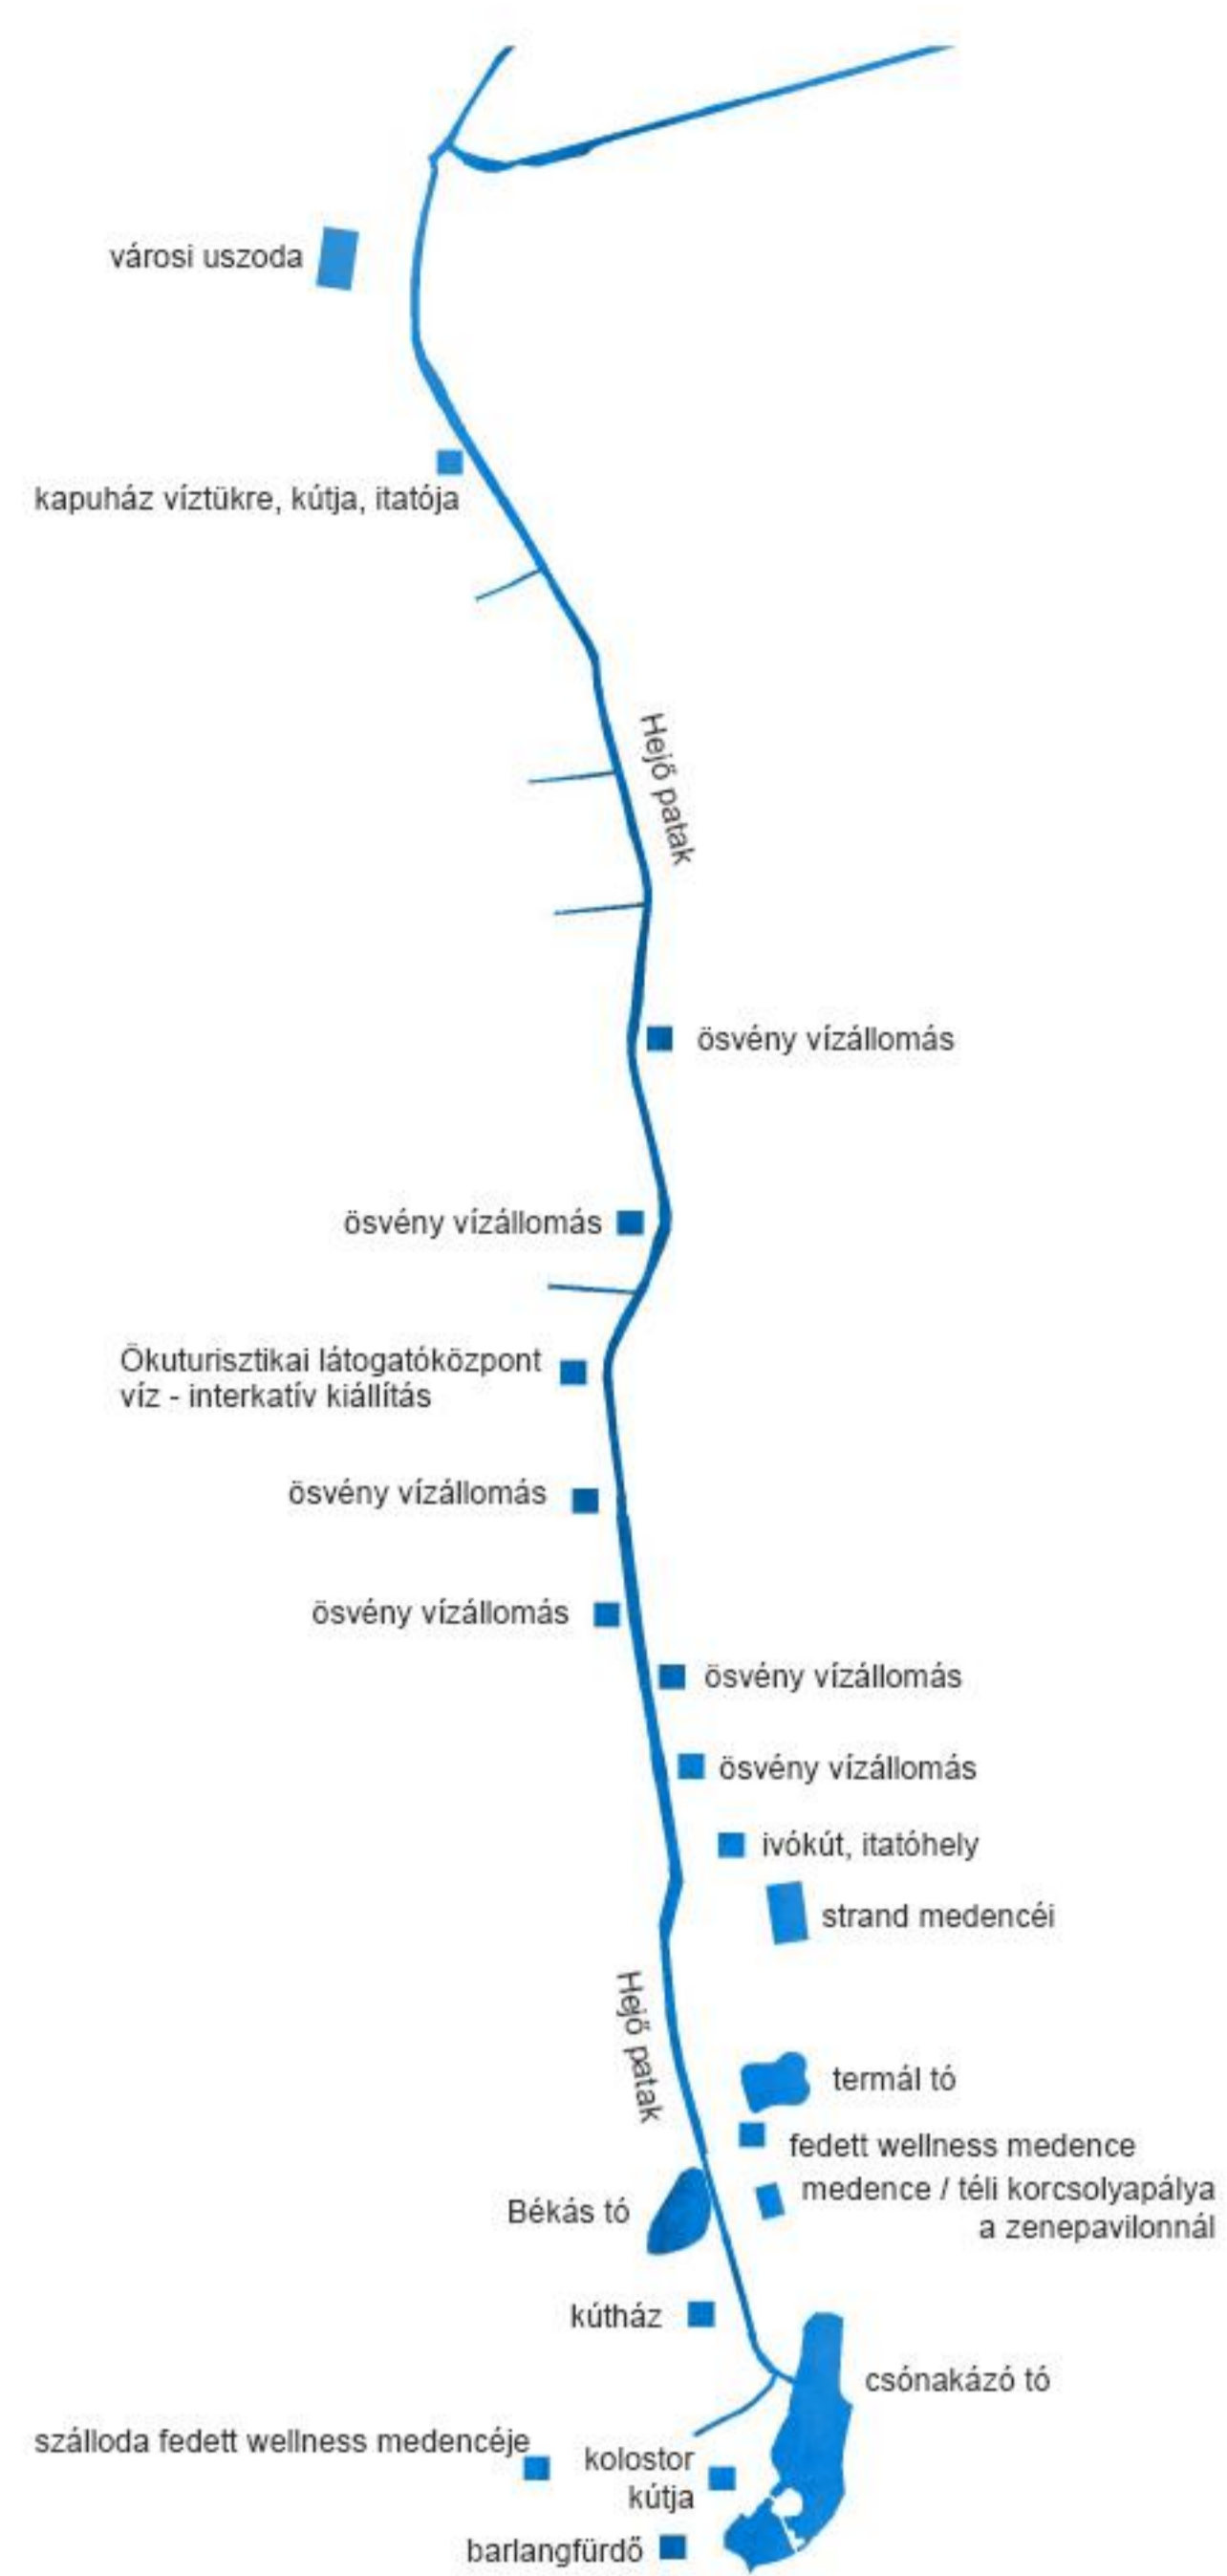 városi uszoda
kapuház víztükre, kútja, itatója
Hejő patak
ösvény vízállomás
ösvény vízállomás
Ökuturisztikai látogatóközpont
víz - interkatív kiállítás
ösvény vízállomás
ösvény vízállomás
ösvény vízállomás
ösvény vízállomás
ivókút, itatóhely
strand medencéi
Hejő patak
termál tó
fedett wellness medence
medence / téli korcsolyapálya
a zenepavilonnál
Békás tó
kútház
csónakázó tó
szálloda fedett wellness medencéje
kolostor
kútja
barlangfürdő